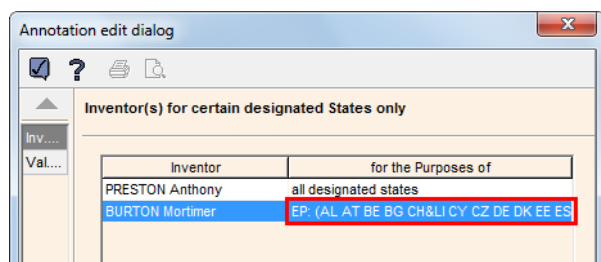 Annotation edit dialog
Inventor(s) for certain designated States only
Inv....
Val....
Inventor for the Purposes of
PRESTON Anthony all designated states
BURTON Mortimer EP: (AL AT BE BG CH&LI CY CZ DE DK EE ES